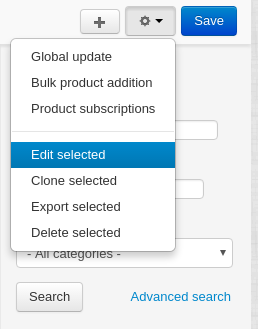 Save
Global update
Bulk product addition
Product subscriptions
Edit selected
Clone selected
Export selected
Delete selected
- All categories -
Search
Advanced search